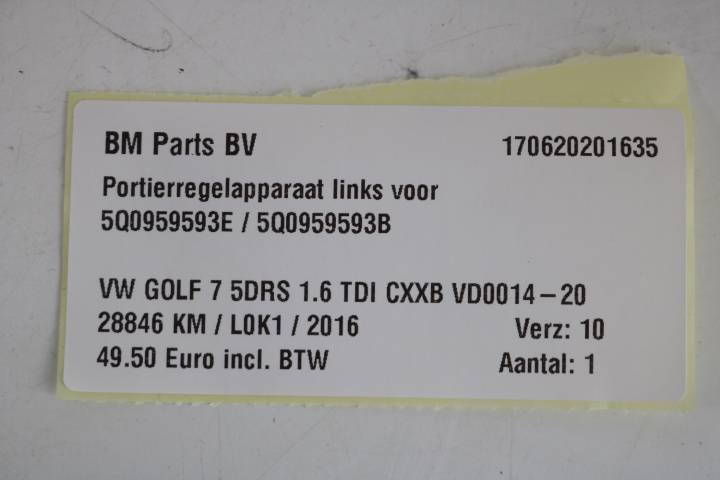 BM Parts BV 170620201635
Portierregelapparaat links voor
5Q0959593E / 5Q0959593B
VW GOLF 7 5DRS 1.6 TDI CXXB VD0014-20
28846 KM / L0K1 / 2016 Verz: 10
49.50 Euro incl. BTW Aantal: 1